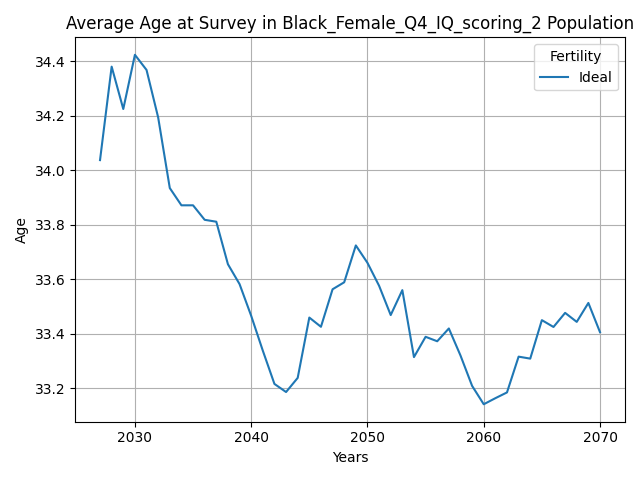 Average Age at Survey in Black_Female_Q4_IQ_scoring_2 Population
Fertility
Ideal
34.4
34.2
34.0
33.8
33.6
33.4
33.2
Age
2030 2040 2050 2060 2070
Years